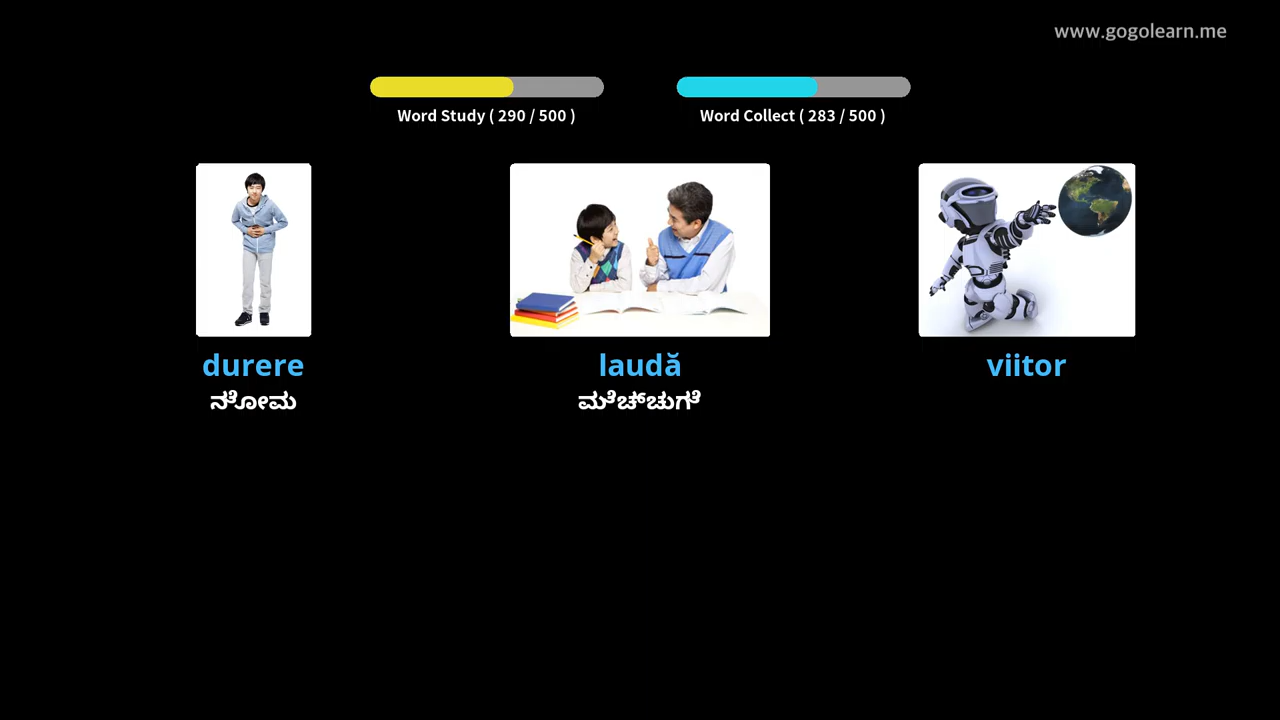 www.gogolearn.me
Word Study ( 290 / 500 )
Word Collect ( 283 / 500 )
durere
ನೋವು
laudă
ಮೆಚ್ಚುಗೆ
viitor